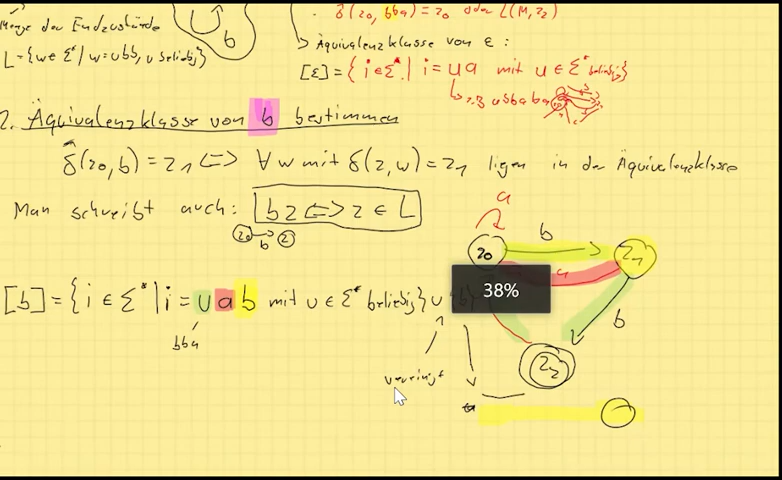 Menge der Endzustände
L={w∈Σ*| w=ubb, u beliebig}
b
δ̂(z0, bba) = z0 oder L(M, z2)
Äquivalenzklasse von ε:
[ε]={i∈Σ*| i=ua mit u∈Σ* beliebig}
z.B
2. Äquivalenzklasse von b bestimmen
δ̂(z0,b)=z1 <=> ∀w mit δ(z,w)=z1 ligen in der Äquivalenzklasse
Man schreibt auch: bz <=> z∈L
z0 b z
a
z0 b z1
a
b
z2
[b]={i∈Σ*|i=uab mit u∈Σ* beliebig}∪
bba
vereinigt
38%